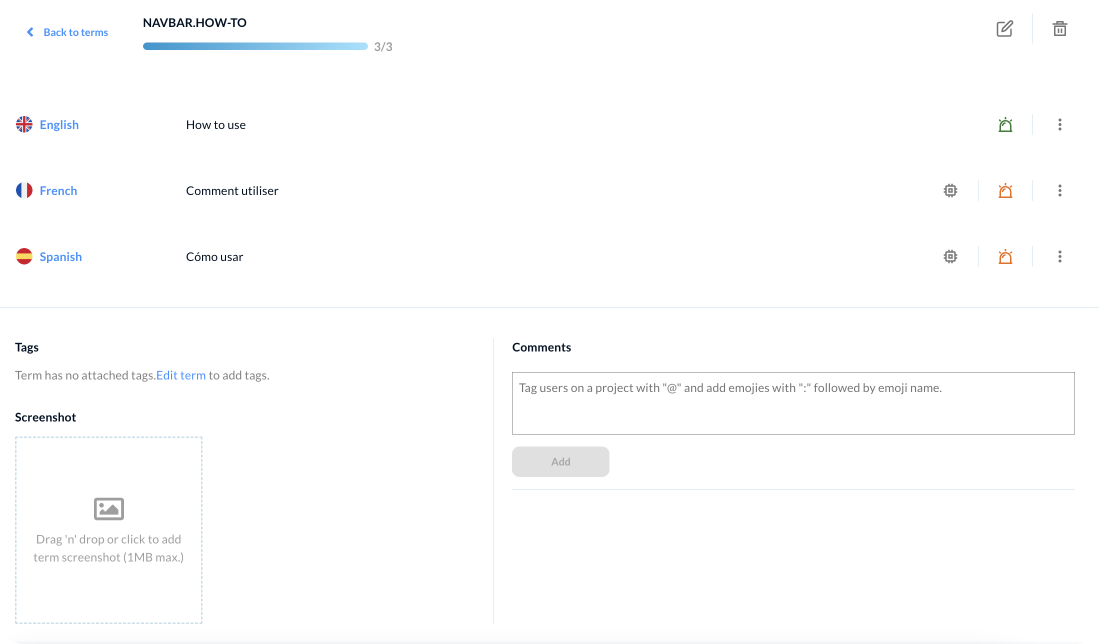 Back to terms
NAVBAR.HOW-TO
3/3
English
How to use
French
Comment utiliser
Spanish
Cómo usar
Tags
Term has no attached tags.Edit term to add tags.
Screenshot
Drag 'n' drop or click to add
term screenshot (1MB max.)
Comments
Tag users on a project with "@" and add emojies with ":" followed by emoji name.
Add